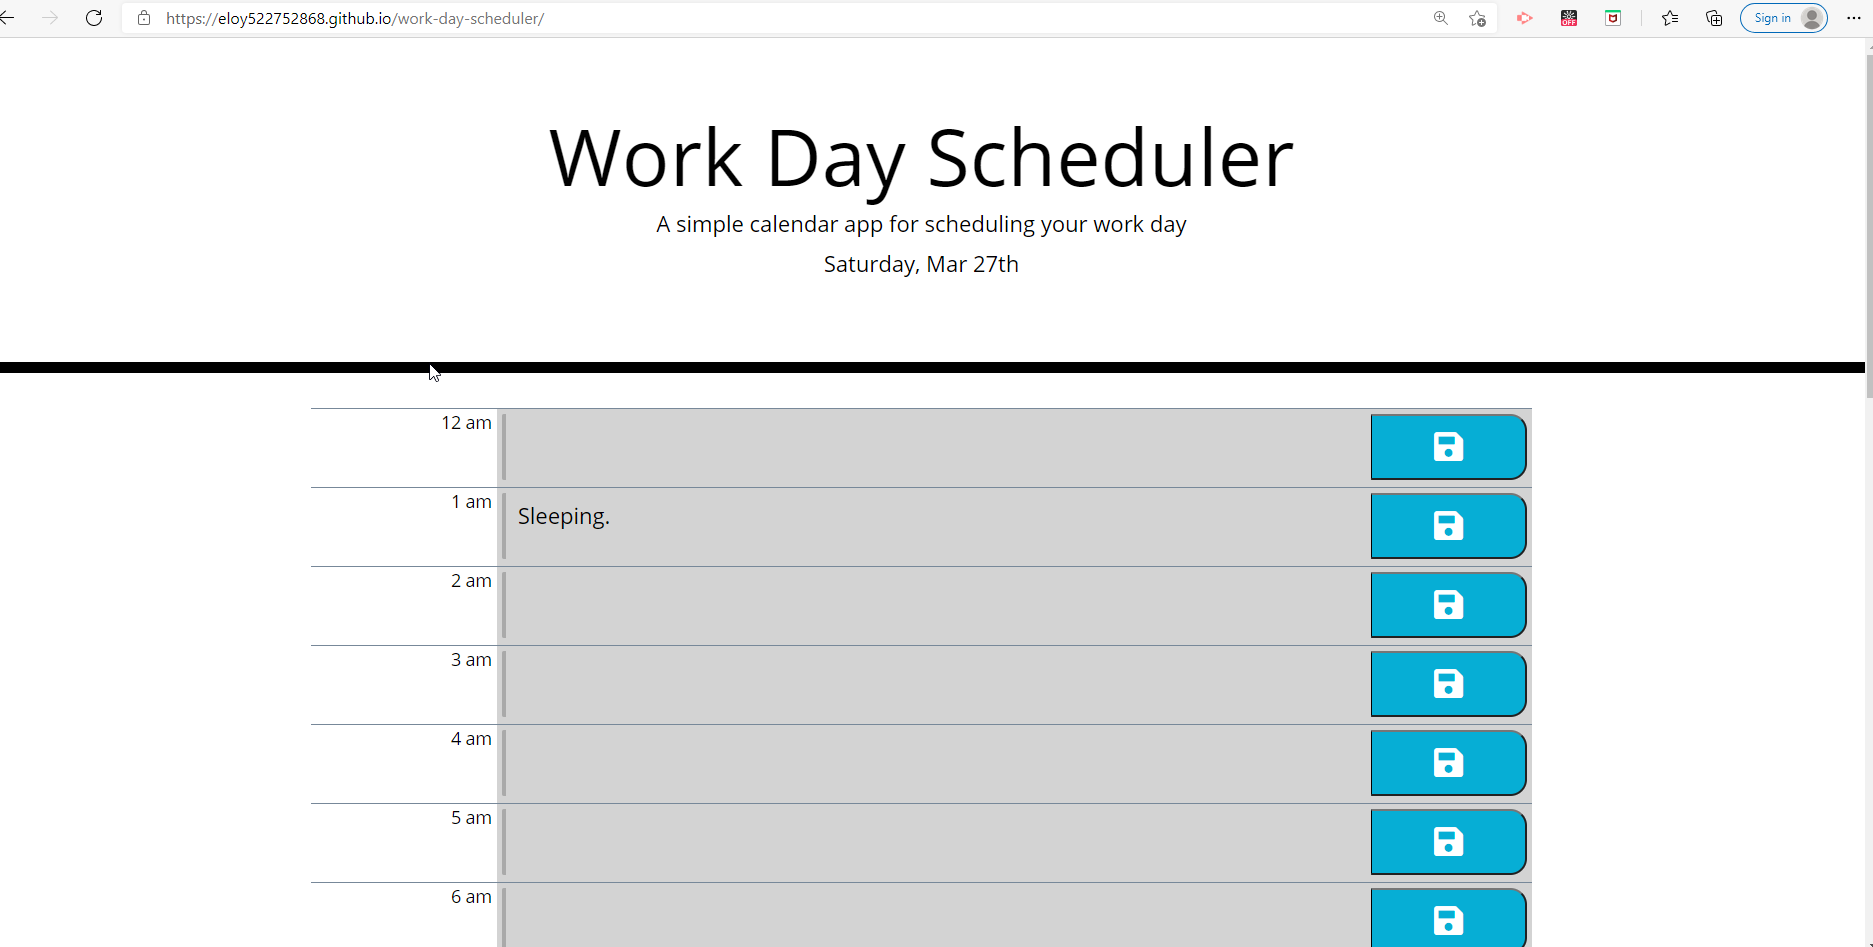 https://eloy522752868.github.io/work-day-scheduler/
OFF
Sign in
Work Day Scheduler
A simple calendar app for scheduling your work day
Saturday, Mar 27th
12 am
1 am
Sleeping.
2 am
3 am
4 am
5 am
6 am